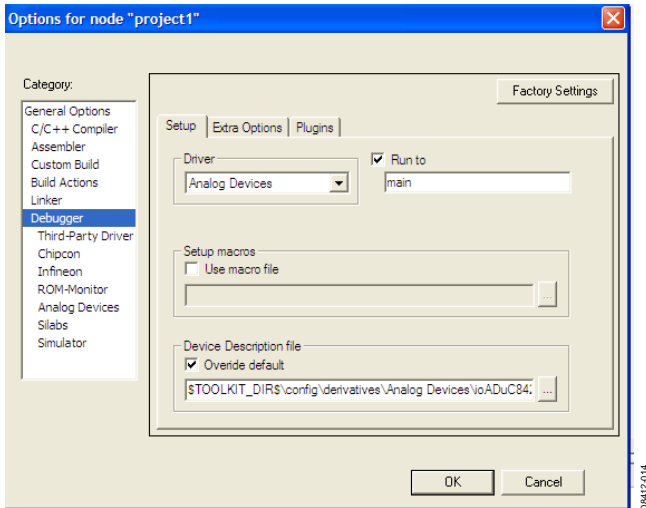 Options for node "project1"
Category:
Factory Settings
General Options
C/C++ Compiler
Assembler
Custom Build
Build Actions
Linker
Debugger
Third-Party Driver
Chipcon
Infineon
ROM-Monitor
Analog Devices
Silabs
Simulator
Setup
Extra Options
Plugins
Driver
Analog Devices
Run to
main
Setup macros
Use macro file
...
Device Description file
Overide default
$TOOLKIT_DIR$\config\derivatives\Analog Devices\ioADuC842
...
OK
Cancel
08412-014